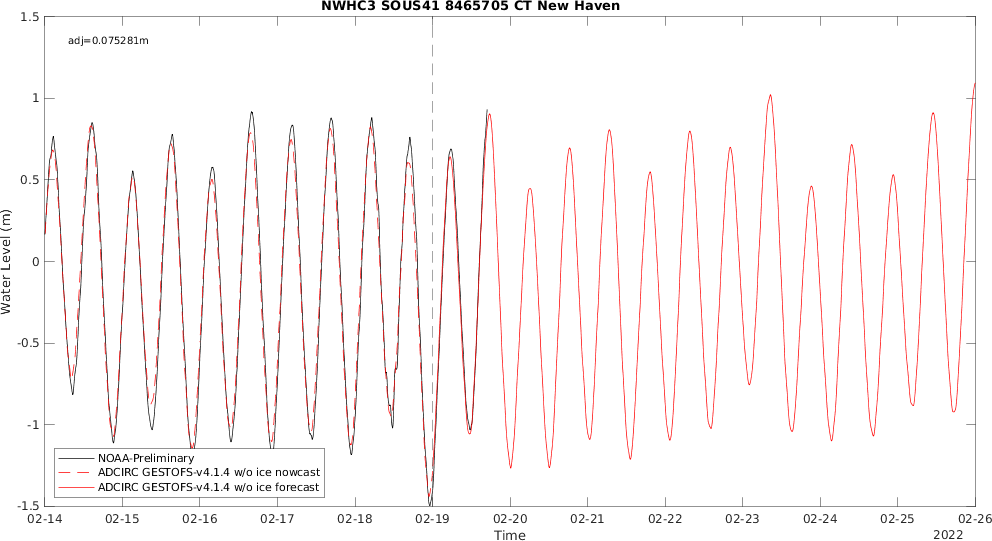 NWHC3 SOUS41 8465705 CT New Haven
adj=0.075281m
1.5
1
0.5
0
-0.5
-1
-1.5
Water Level (m)
NOAA-Preliminary
ADCIRC GESTOFS-v4.1.4 w/o ice nowcast
ADCIRC GESTOFS-v4.1.4 w/o ice forecast
02-14 02-15 02-16 02-17 02-18 02-19 02-20 02-21 02-22 02-23 02-24 02-25 02-26
Time
2022